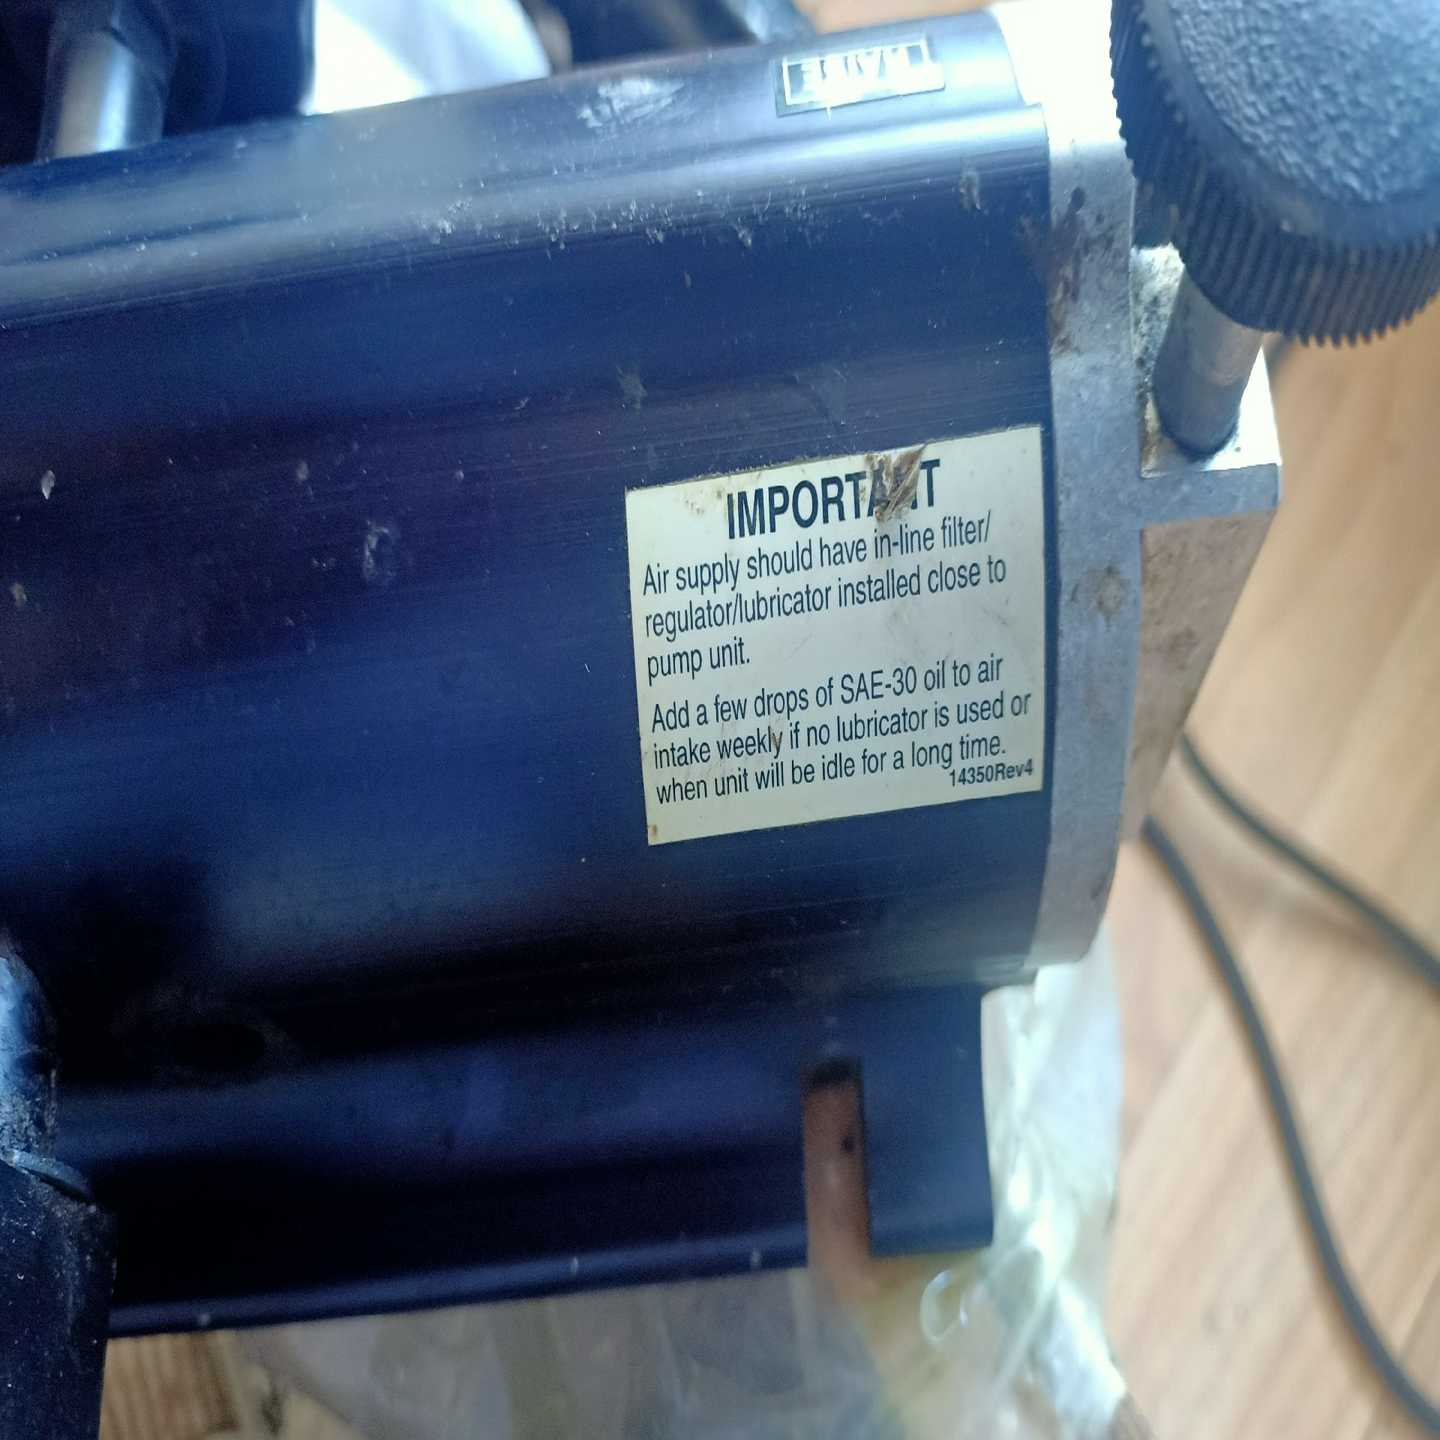 RAISE
IMPORTANT
Air supply should have in-line filter/
regulator/lubricator installed close to
pump unit.
Add a few drops of SAE-30 oil to air
intake weekly if no lubricator is used or
when unit will be idle for a long time.
14350Rev4